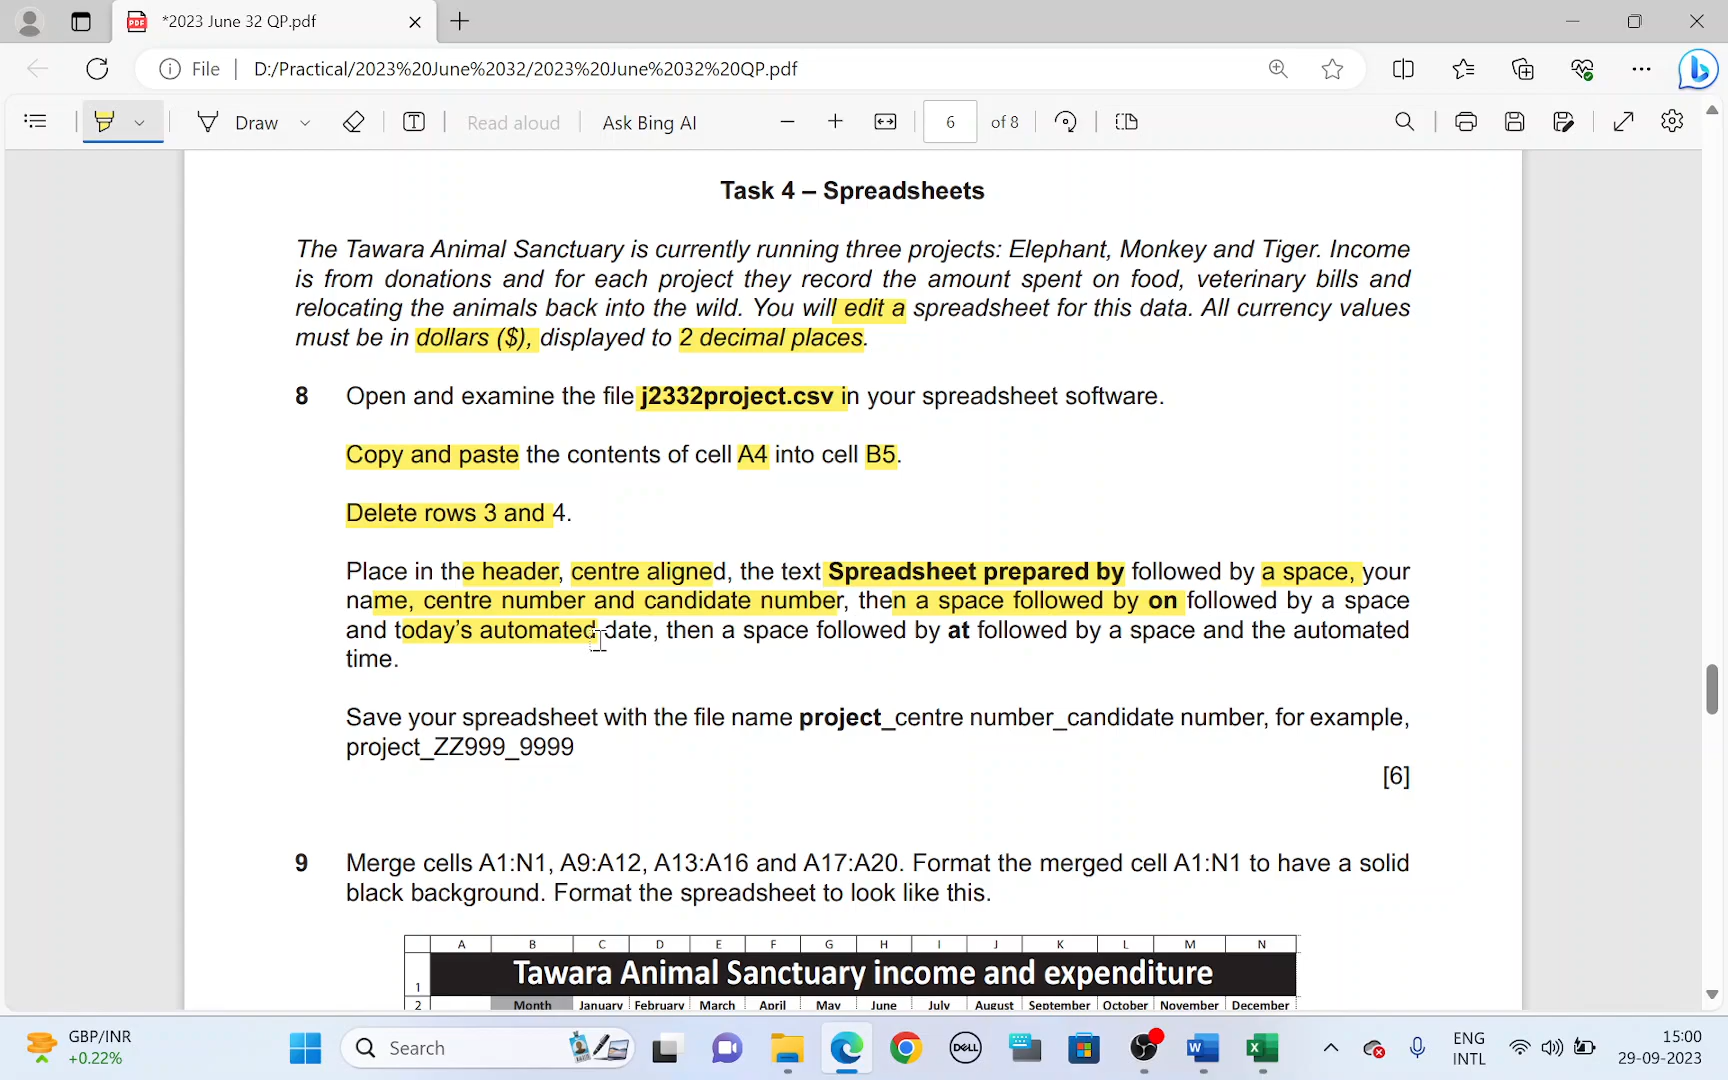 *2023 June 32 QP.pdf
File
D:/Practical/2023%20June%2032/2023%20June%2032%20QP.pdf
Draw
Read aloud
Ask Bing AI
6 of 8
Task 4 – Spreadsheets
The Tawara Animal Sanctuary is currently running three projects: Elephant, Monkey and Tiger. Income
is from donations and for each project they record the amount spent on food, veterinary bills and
relocating the animals back into the wild. You will edit a spreadsheet for this data. All currency values
must be in dollars ($), displayed to 2 decimal places.
8 Open and examine the file j2332project.csv in your spreadsheet software.
Copy and paste the contents of cell A4 into cell B5.
Delete rows 3 and 4.
Place in the header, centre aligned, the text Spreadsheet prepared by followed by a space, your
name, centre number and candidate number, then a space followed by on followed by a space
and today's automated date, then a space followed by at followed by a space and the automated
time.
Save your spreadsheet with the file name project_centre number_candidate number, for example,
project_ZZ999_9999
[6]
9 Merge cells A1:N1, A9:A12, A13:A16 and A17:A20. Format the merged cell A1:N1 to have a solid
black background. Format the spreadsheet to look like this.
A B C D E F G H I J K L M N
1 Tawara Animal Sanctuary income and expenditure
2 Month January February March April May June July August September October November December
GBP/INR
+0.22%
Search
DELL
ENG
INTL
15:00
29-09-2023